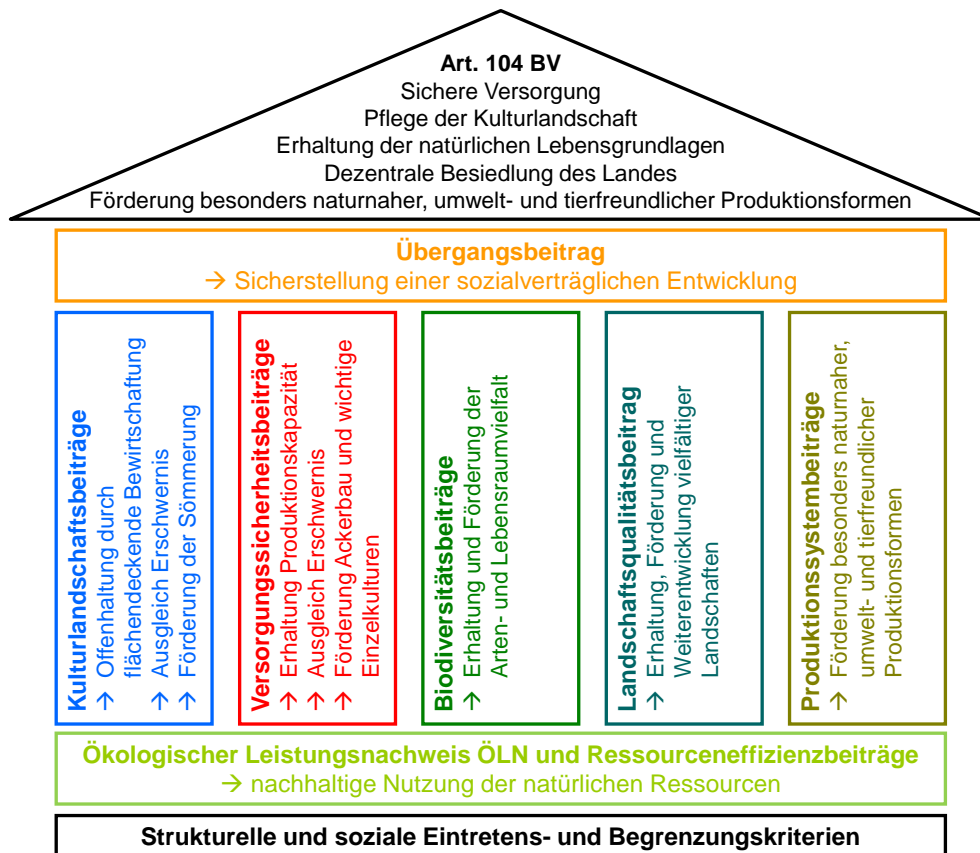 Art. 104 BV
Sichere Versorgung
Pflege der Kulturlandschaft
Erhaltung der natürlichen Lebensgrundlagen
Dezentrale Besiedlung des Landes
Förderung besonders naturnaher, umwelt- und tierfreundlicher Produktionsformen
Übergangsbeitrag
→ Sicherstellung einer sozialverträglichen Entwicklung
Kulturlandschaftsbeiträge
→ Offenhaltung durch
flächendeckende Bewirtschaftung
→ Ausgleich Erschwernis
→ Förderung der Sömmerung
Versorgungssicherheitsbeiträge
→ Erhaltung Produktionskapazität
→ Ausgleich Erschwernis
→ Förderung Ackerbau und wichtige
Einzelkulturen
Biodiversitätsbeiträge
→ Erhaltung und Förderung der
Arten- und Lebensraumvielfalt
Landschaftsqualitätsbeitrag
→ Erhaltung, Förderung und
Weiterentwicklung vielfältiger
Landschaften
Produktionssystembeiträge
→ Förderung besonders naturnaher,
umwelt- und tierfreundlicher
Produktionsformen
Ökologischer Leistungsnachweis ÖLN und Ressourceneffizienzbeiträge
→ nachhaltige Nutzung der natürlichen Ressourcen
Strukturelle und soziale Eintretens- und Begrenzungskriterien